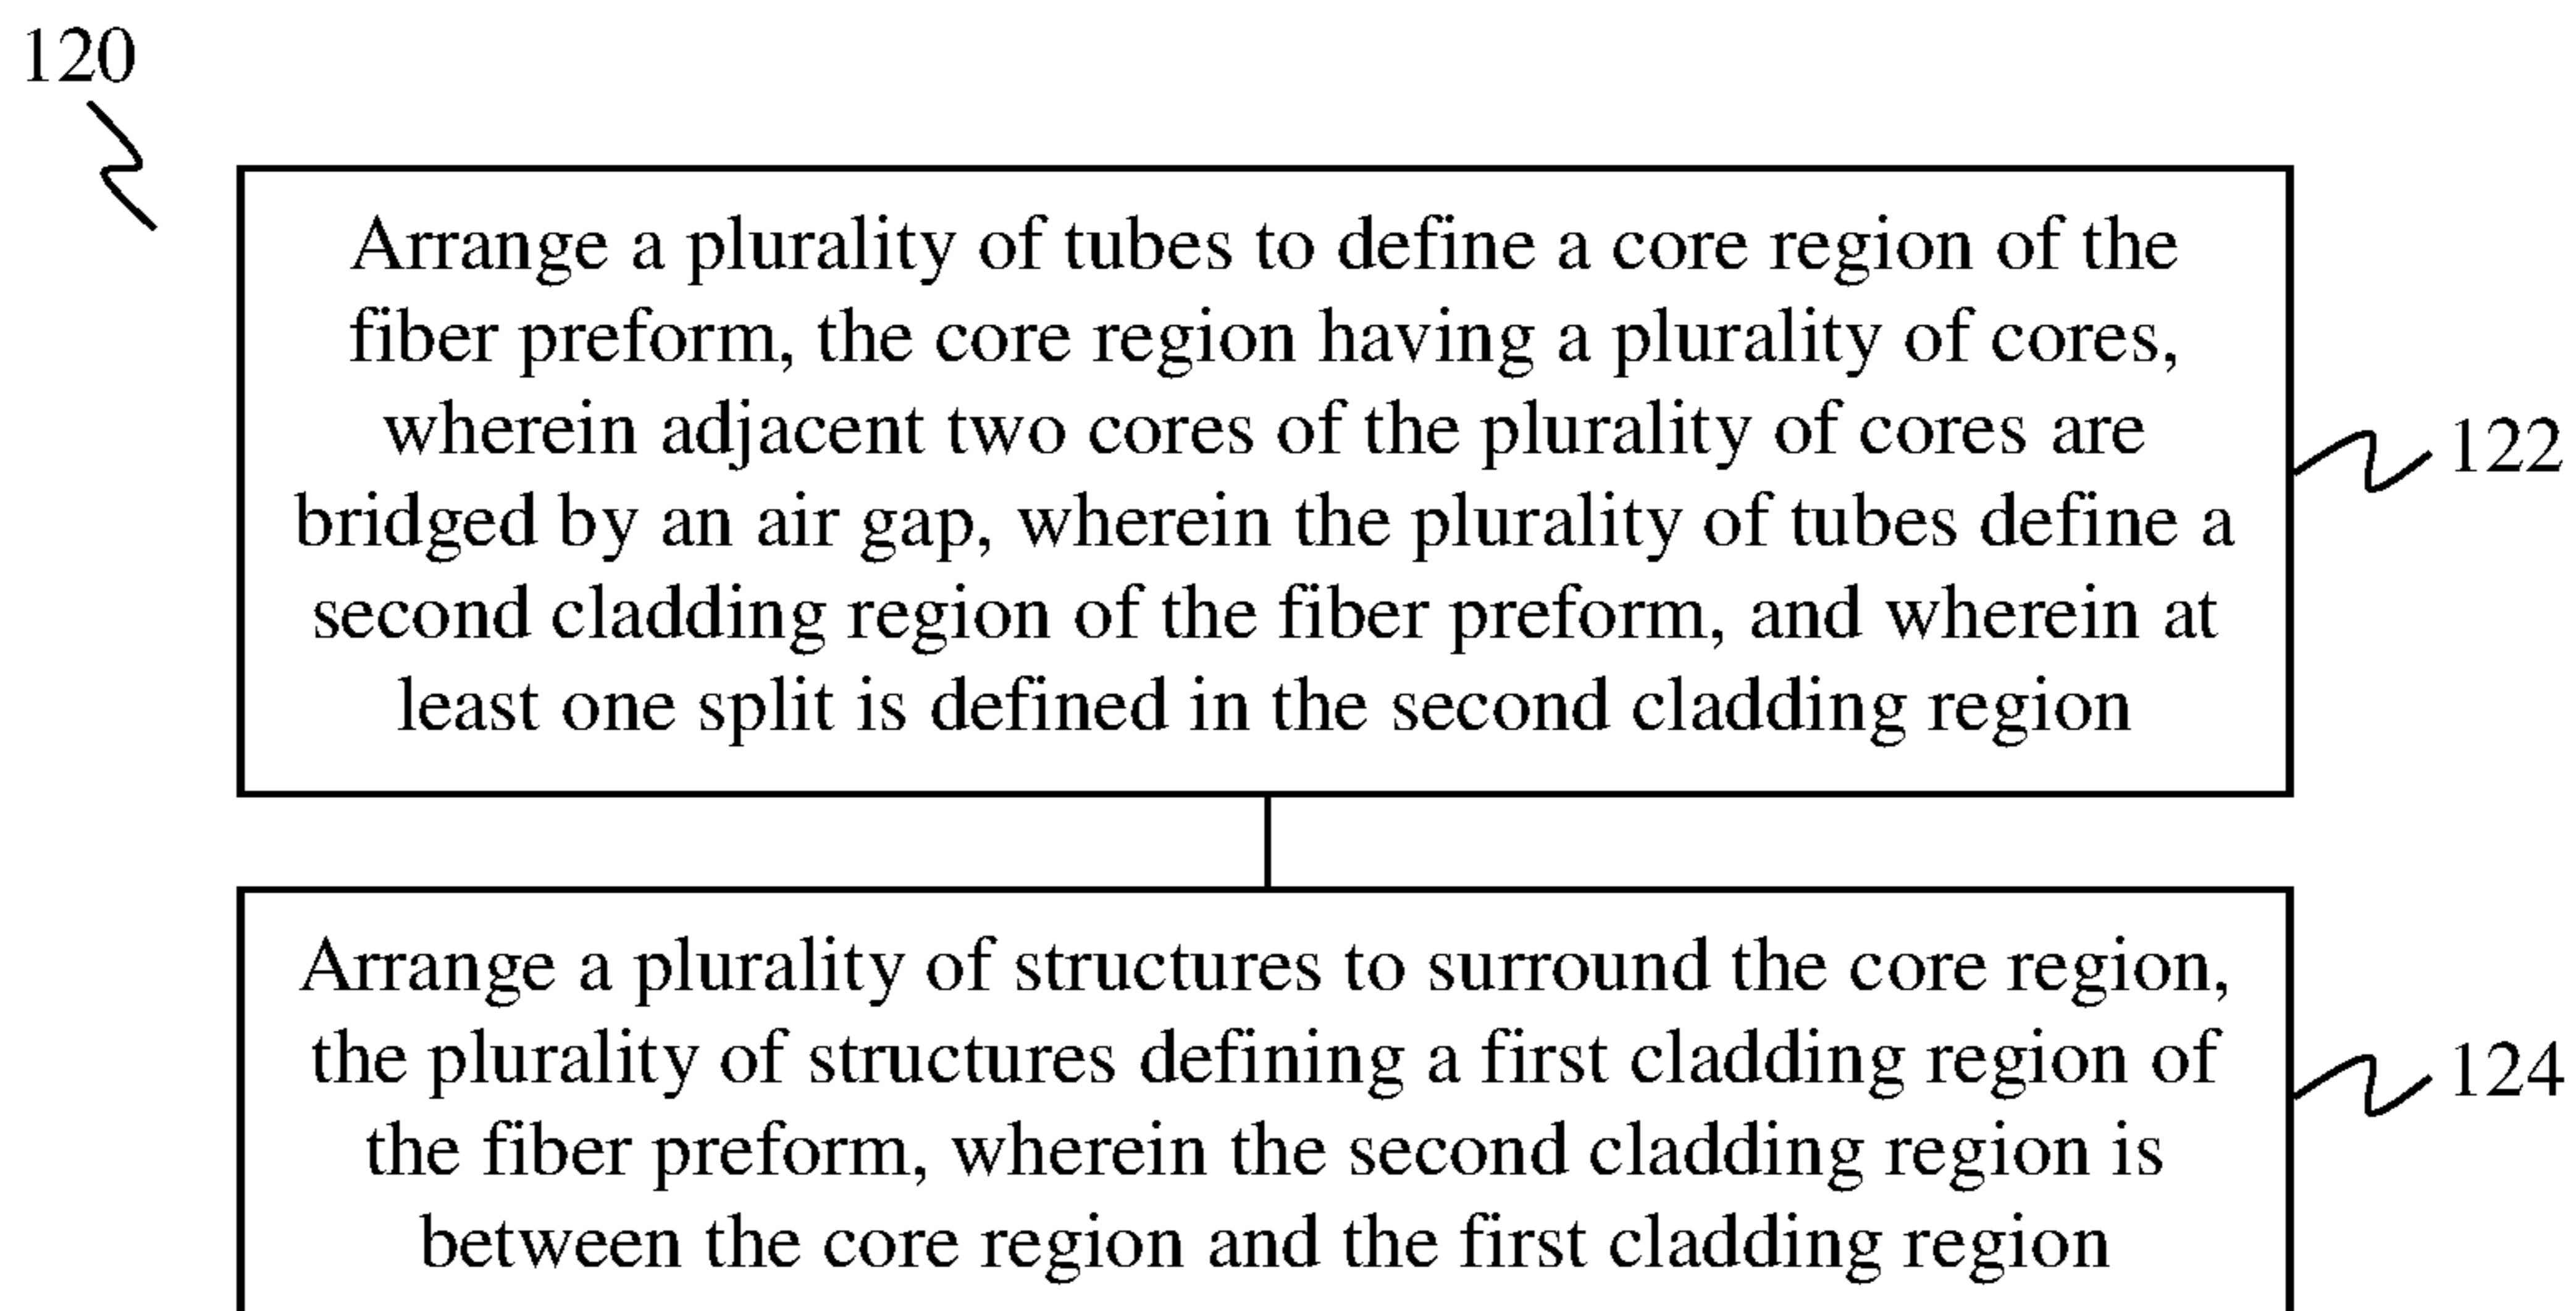 120
Arrange a plurality of tubes to define a core region of the
fiber preform, the core region having a plurality of cores,
wherein adjacent two cores of the plurality of cores are
bridged by an air gap, wherein the plurality of tubes define a
second cladding region of the fiber preform, and wherein at
least one split is defined in the second cladding region
122
Arrange a plurality of structures to surround the core region,
the plurality of structures defining a first cladding region of
the fiber preform, wherein the second cladding region is
between the core region and the first cladding region
124